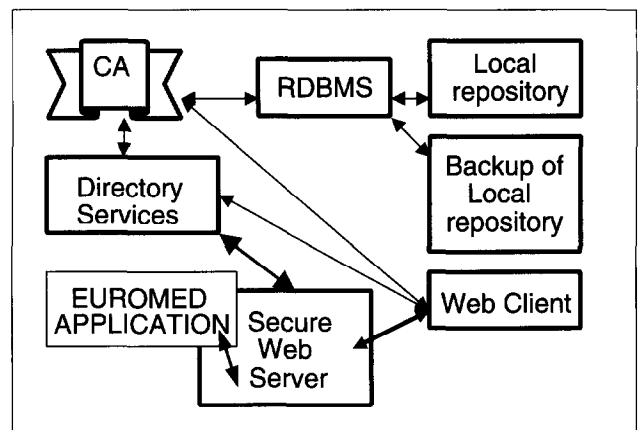 CA
RDBMS
Local
repository
Directory
Services
Backup of
Local
repository
EUROMED
APPLICATION
Secure
Web
Server
Web Client